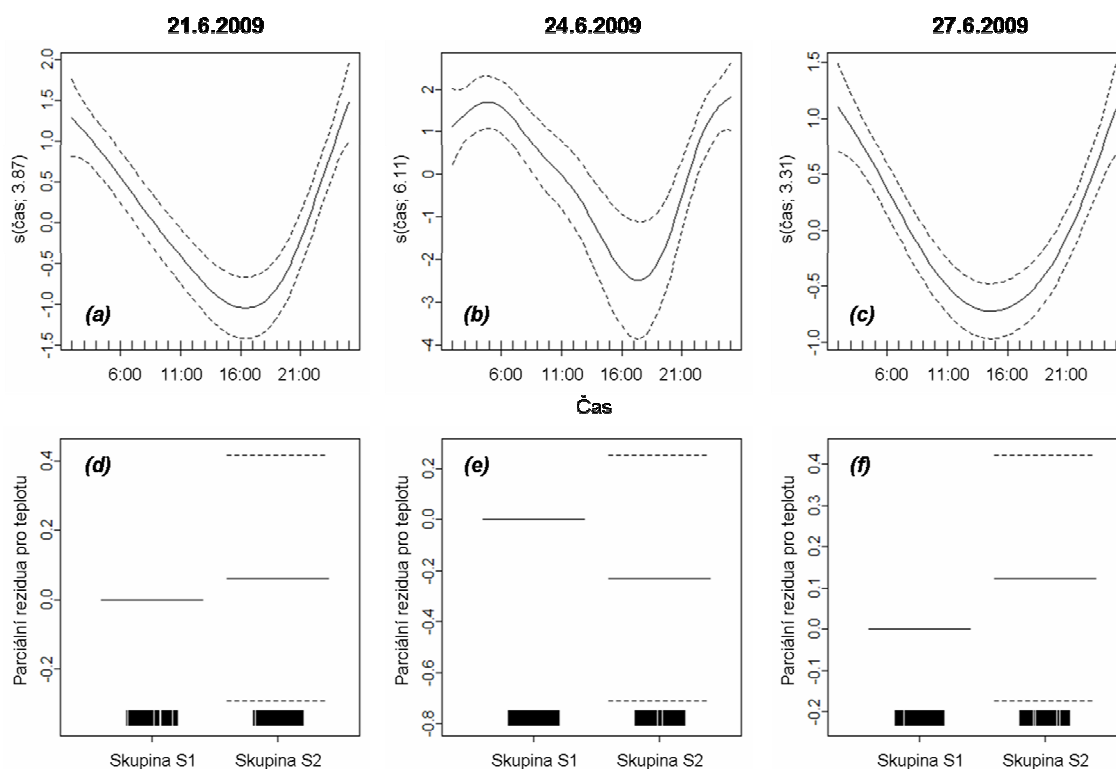 21.6.2009
24.6.2009
27.6.2009
s(čas; 3.87)
2.0
1.5
1.0
0.5
0.0
-0.5
-1.0
-1.5
(a)
6:00 11:00 16:00 21:00
s(čas; 6.11)
2
1
0
-1
-2
-3
-4
(b)
6:00 11:00 16:00 21:00
s(čas; 3.31)
1.5
1.0
0.5
0.0
-0.5
-1.0
(c)
6:00 11:00 16:00 21:00
Čas
Parciální rezidua pro teplotu
0.4
0.2
0.0
-0.2
(d)
Skupina S1 Skupina S2
Parciální rezidua pro teplotu
0.2
0.0
-0.2
-0.4
-0.6
-0.8
(e)
Skupina S1 Skupina S2
Parciální rezidua pro teplotu
0.4
0.3
0.2
0.1
0.0
-0.1
-0.2
(f)
Skupina S1 Skupina S2